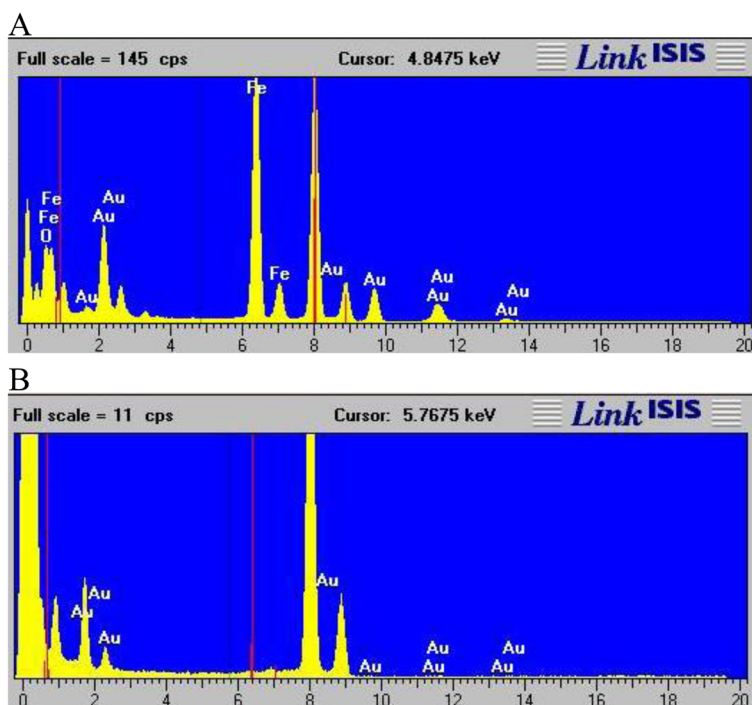 A
Full scale = 145 cps Cursor: 4.8475 keV Link ISIS
Fe
Fe Au
Fe Au
O
Au Fe Au Au Au
Au
Au
Au
0 2 4 6 8 10 12 14 16 18 20
B
Full scale = 11 cps Cursor: 5.7675 keV Link ISIS
Au
Au
Au
Au
Au Au
Au Au Au
0 2 4 6 8 10 12 14 16 18 20